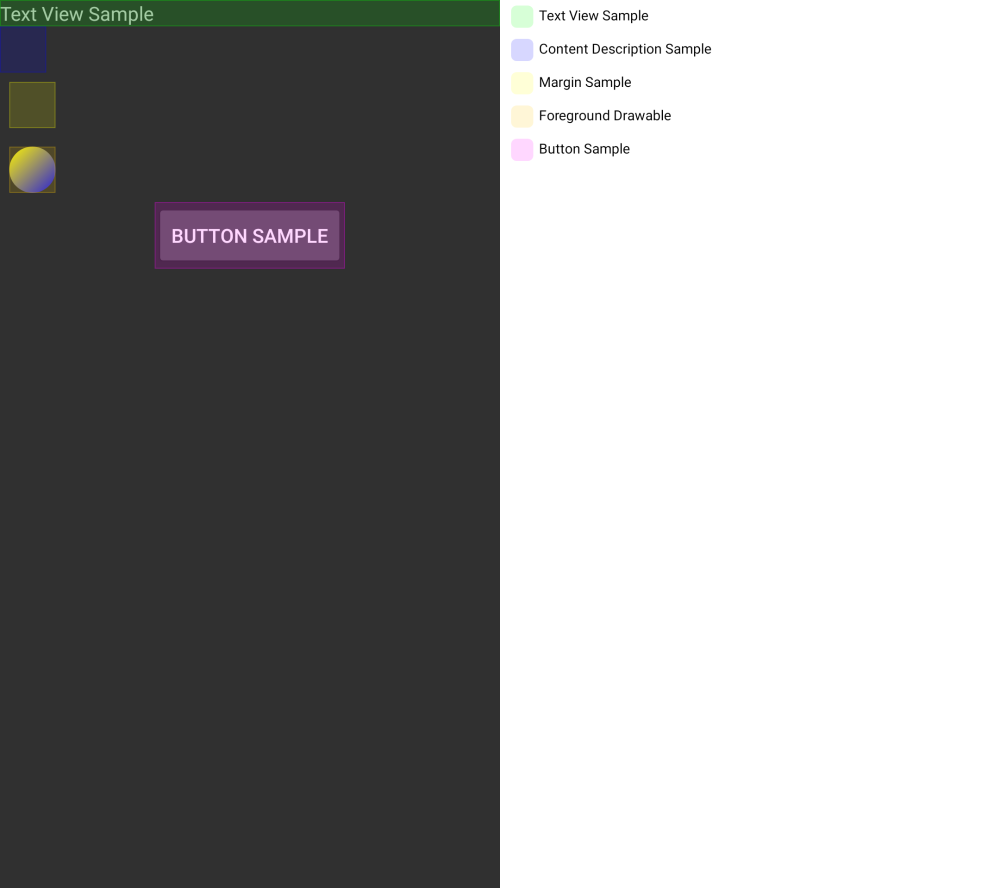 Text View Sample
BUTTON SAMPLE
Text View Sample
Content Description Sample
Margin Sample
Foreground Drawable
Button Sample